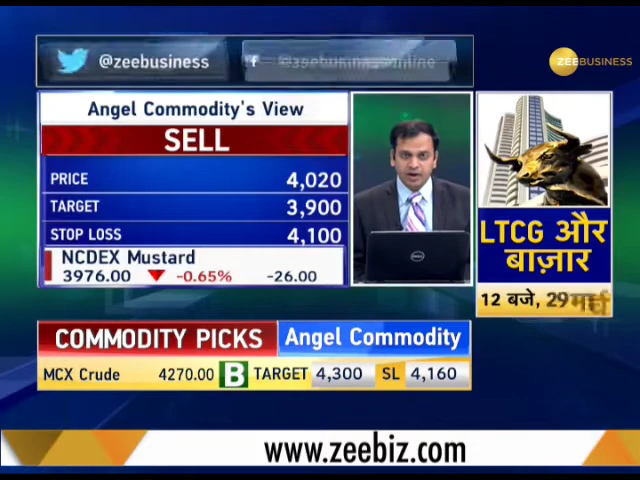 @zeebusiness
f
ZEEBUSINESS
Angel Commodity's View
SELL
PRICE 4,020
TARGET 3,900
STOP LOSS 4,100
NCDEX Mustard
3976.00 -0.65% -26.00
DELL
LTCG और
बाज़ार
12 बजे, 29 मार्च
COMMODITY PICKS Angel Commodity
MCX Crude 4270.00 B TARGET 4,300 SL 4,160
www.zeebiz.com